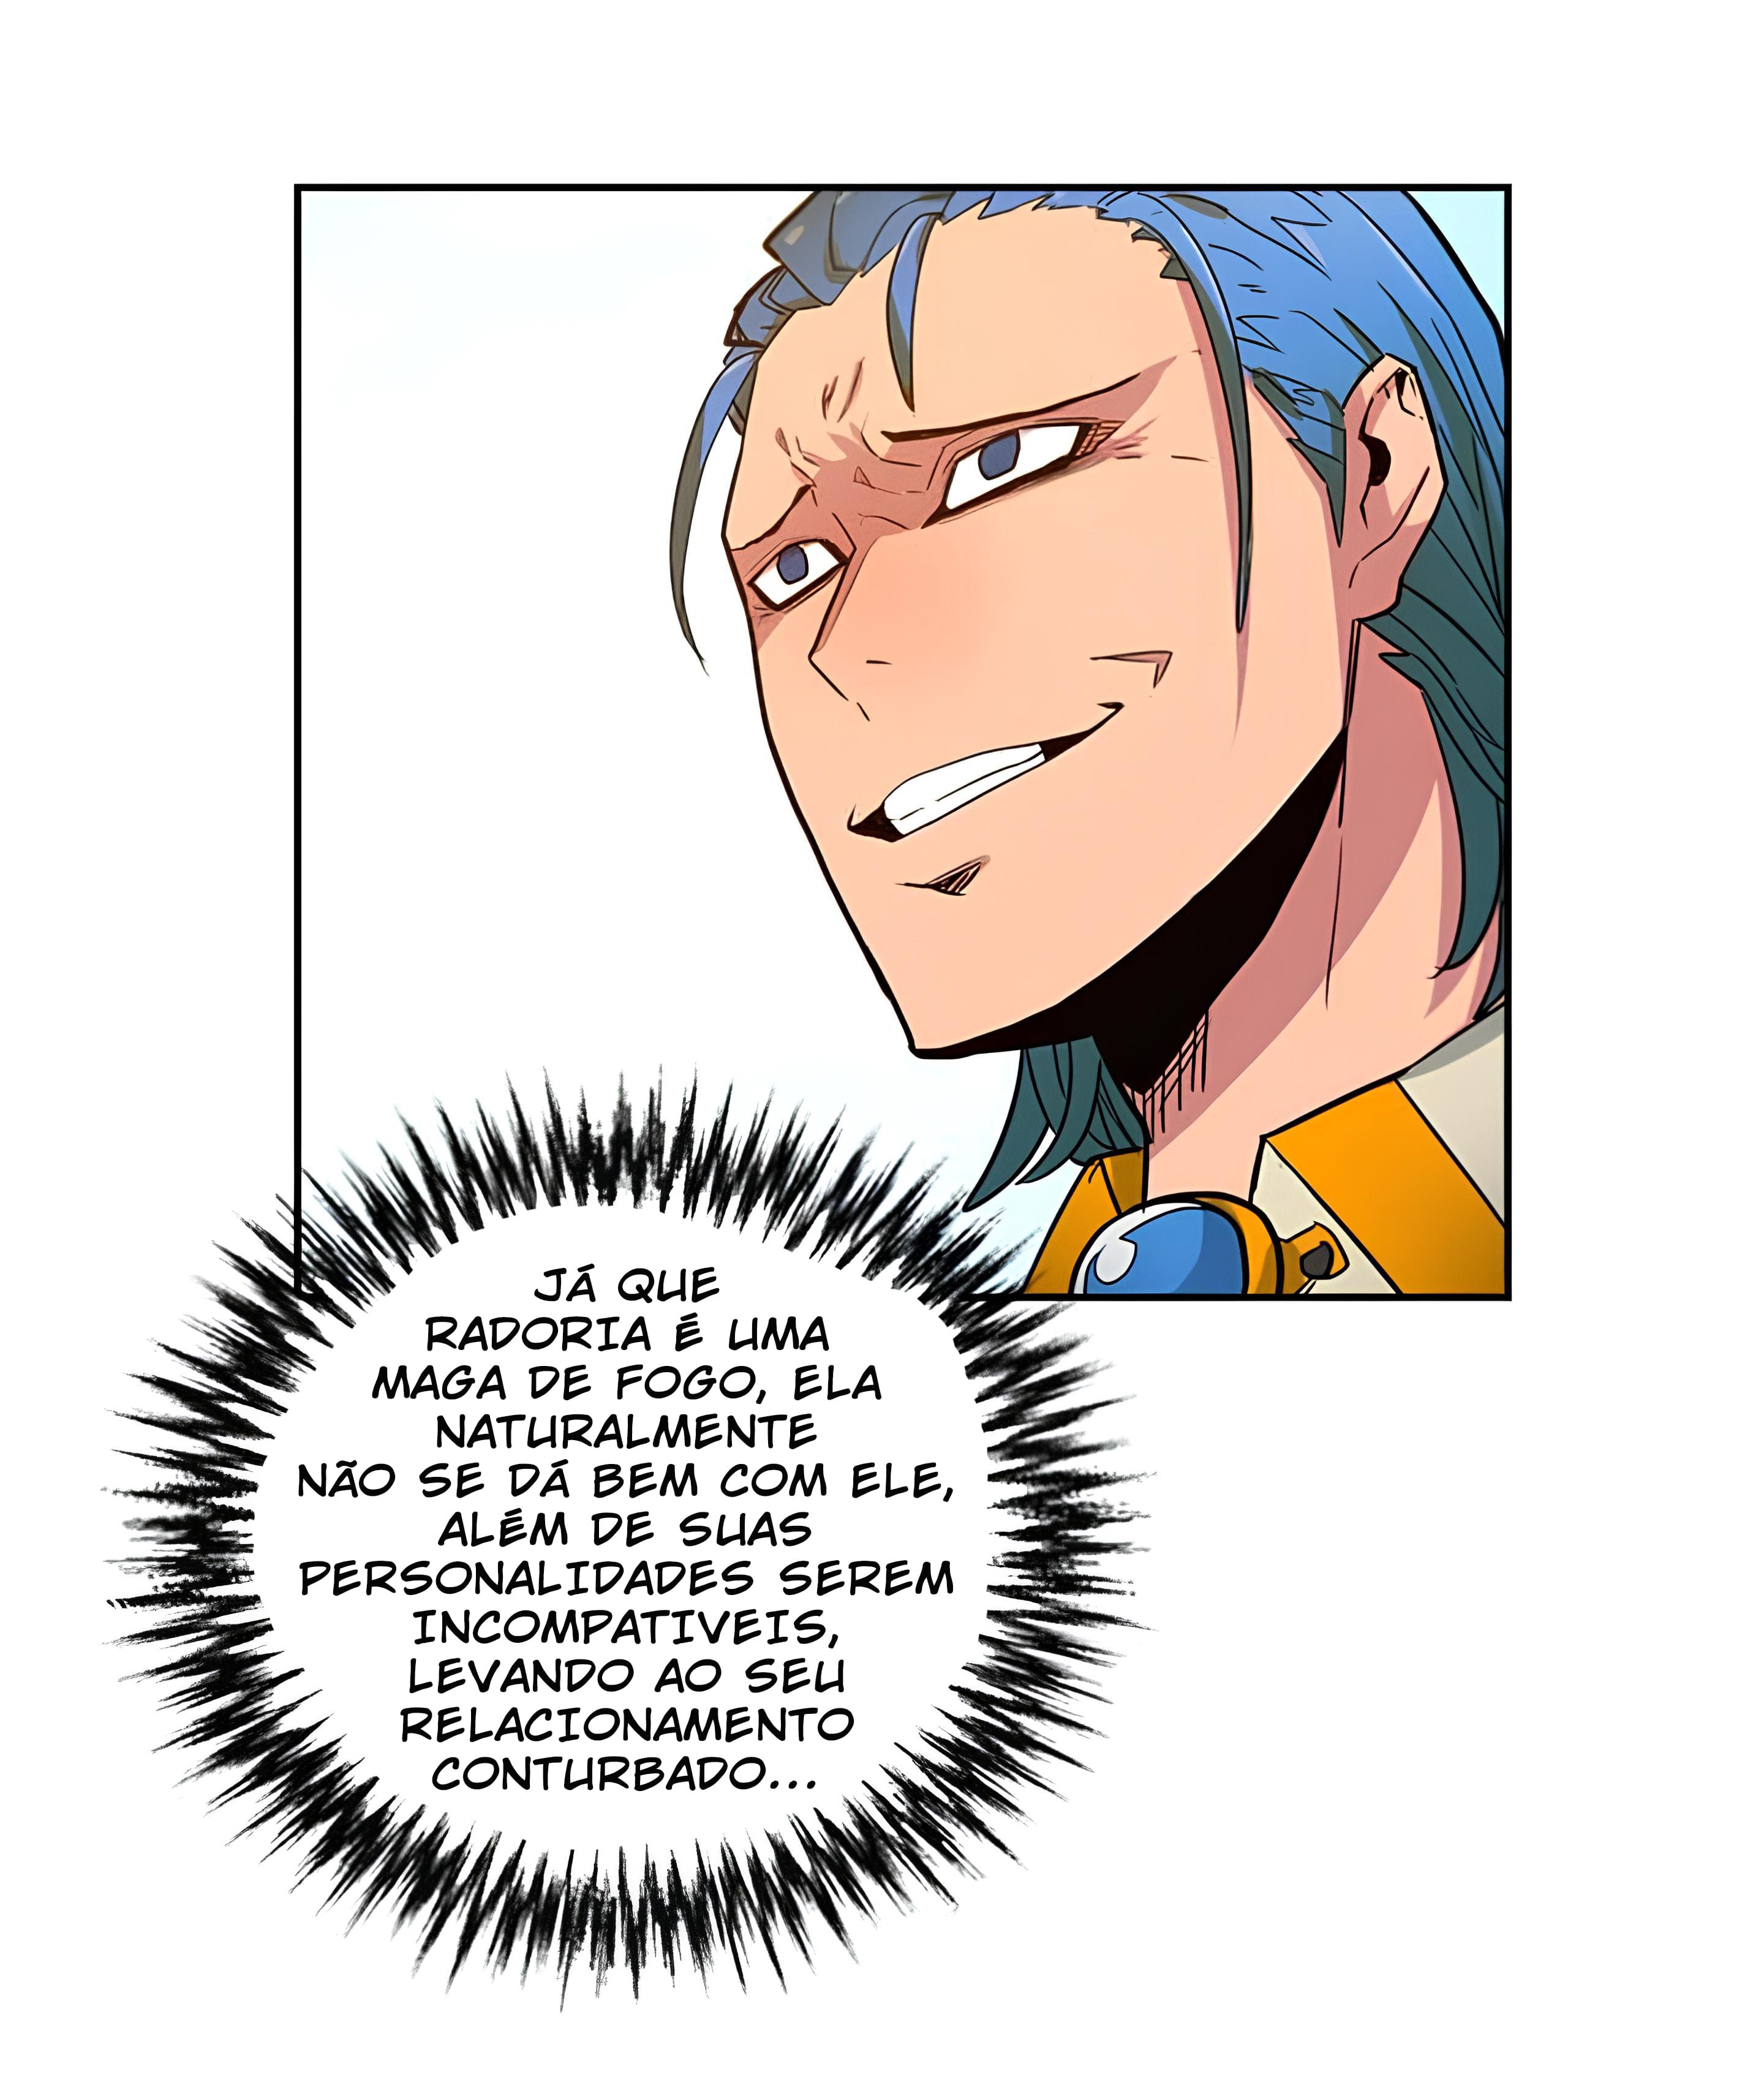 JÁ QUE
RADORIA É UMA
MAGA DE FOGO, ELA
NATURALMENTE
NÃO SE DÁ BEM COM ELE,
ALÉM DE SUAS
PERSONALIDADES SEREM
INCOMPATIVEIS,
LEVANDO AO SEU
RELACIONAMENTO
CONTURBADO...